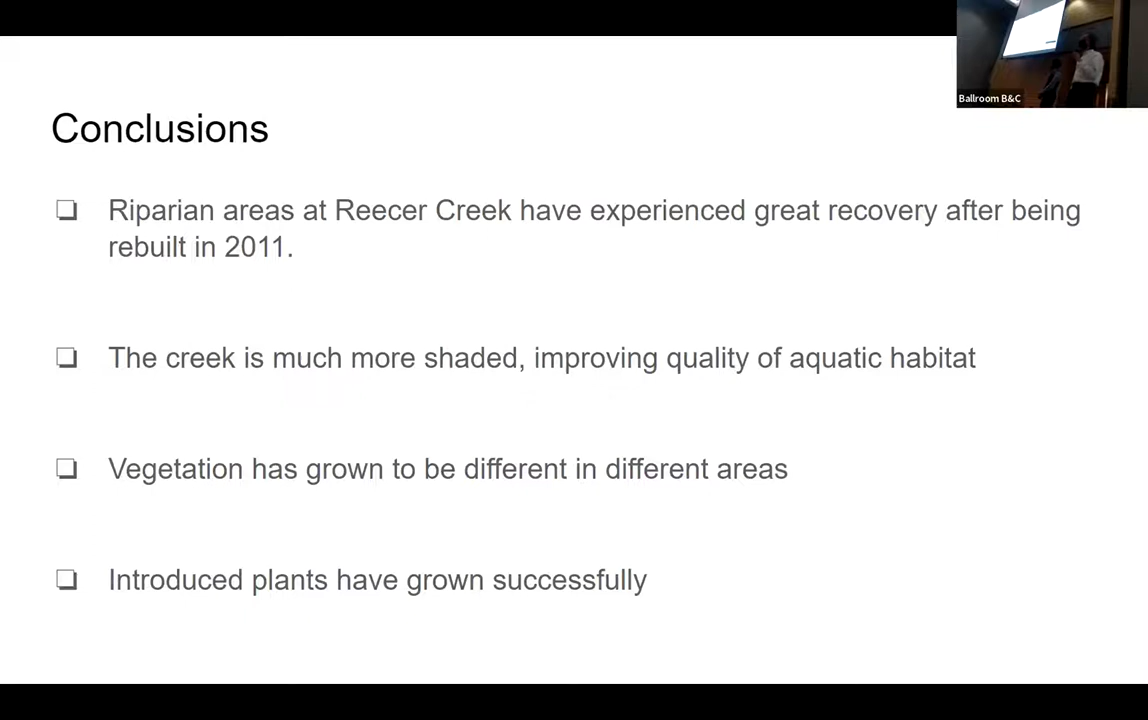 Ballroom B&C
Conclusions
❏ Riparian areas at Reecer Creek have experienced great recovery after being
rebuilt in 2011.
❏ The creek is much more shaded, improving quality of aquatic habitat
❏ Vegetation has grown to be different in different areas
❏ Introduced plants have grown successfully